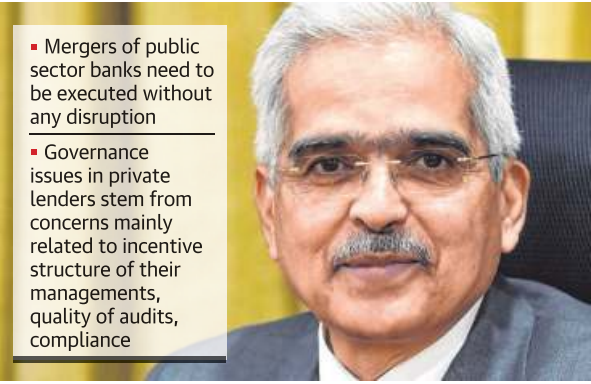 ▪ Mergers of public
sector banks need to
be executed without
any disruption
▪ Governance
issues in private
lenders stem from
concerns mainly
related to incentive
structure of their
managements,
quality of audits,
compliance